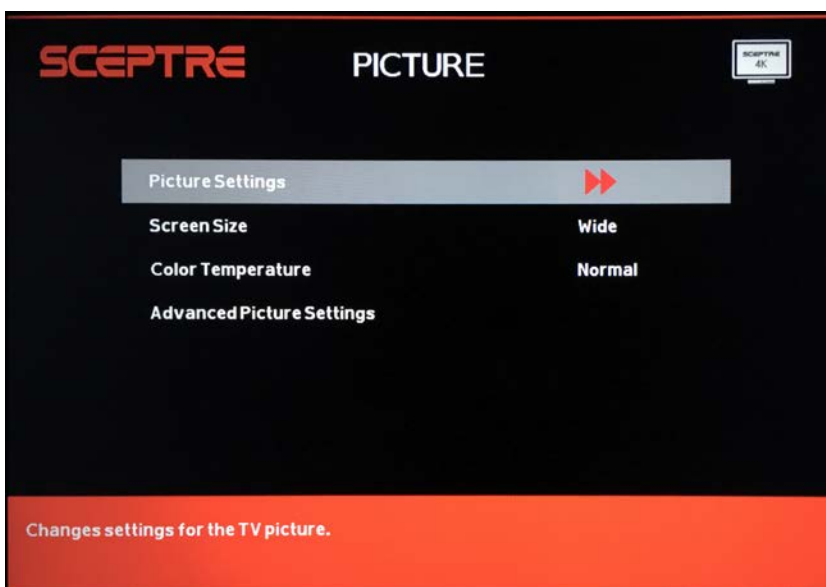 SCEPTRE PICTURE
SCEPTRE
4K
Picture Settings
Screen Size Wide
Color Temperature Normal
Advanced Picture Settings
Changes settings for the TV picture.